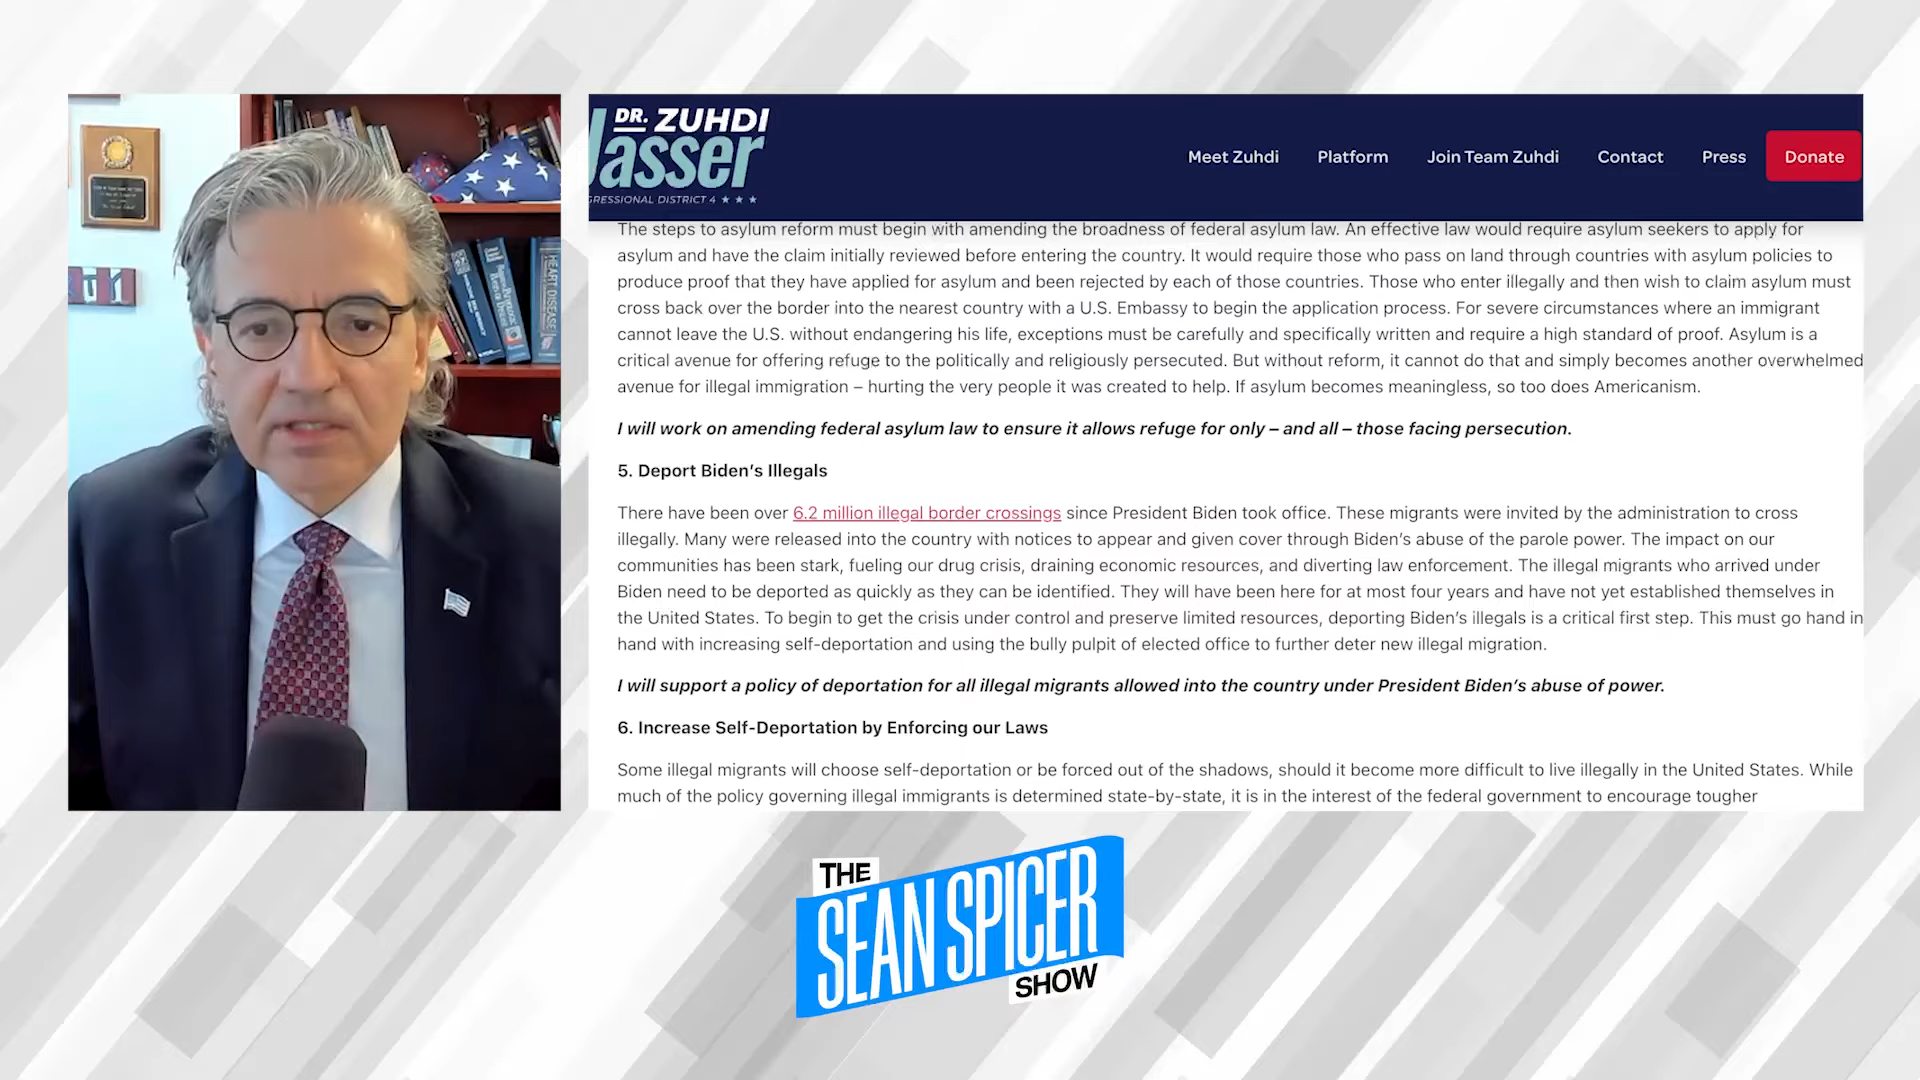 DR. ZUHDI
Jasser
GRESSIONAL DISTRICT 4
Meet Zuhdi
Platform
Join Team Zuhdi
Contact
Press
Donate
The steps to asylum reform must begin with amending the broadness of federal asylum law. An effective law would require asylum seekers to apply for
asylum and have the claim initially reviewed before entering the country. It would require those who pass on land through countries with asylum policies to
produce proof that they have applied for asylum and been rejected by each of those countries. Those who enter illegally and then wish to claim asylum must
cross back over the border into the nearest country with a U.S. Embassy to begin the application process. For severe circumstances where an immigrant
cannot leave the U.S. without endangering his life, exceptions must be carefully and specifically written and require a high standard of proof. Asylum is a
critical avenue for offering refuge to the politically and religiously persecuted. But without reform, it cannot do that and simply becomes another overwhelmed
avenue for illegal immigration – hurting the very people it was created to help. If asylum becomes meaningless, so too does Americanism.
I will work on amending federal asylum law to ensure it allows refuge for only – and all – those facing persecution.
5. Deport Biden's Illegals
There have been over 6.2 million illegal border crossings since President Biden took office. These migrants were invited by the administration to cross
illegally. Many were released into the country with notices to appear and given cover through Biden's abuse of the parole power. The impact on our
communities has been stark, fueling our drug crisis, draining economic resources, and diverting law enforcement. The illegal migrants who arrived under
Biden need to be deported as quickly as they can be identified. They will have been here for at most four years and have not yet established themselves in
the United States. To begin to get the crisis under control and preserve limited resources, deporting Biden's illegals is a critical first step. This must go hand in
hand with increasing self-deportation and using the bully pulpit of elected office to further deter new illegal migration.
I will support a policy of deportation for all illegal migrants allowed into the country under President Biden's abuse of power.
6. Increase Self-Deportation by Enforcing our Laws
Some illegal migrants will choose self-deportation or be forced out of the shadows, should it become more difficult to live illegally in the United States. While
much of the policy governing illegal immigrants is determined state-by-state, it is in the interest of the federal government to encourage tougher
HEART DISEASE
THE
SEAN SPICER
SHOW